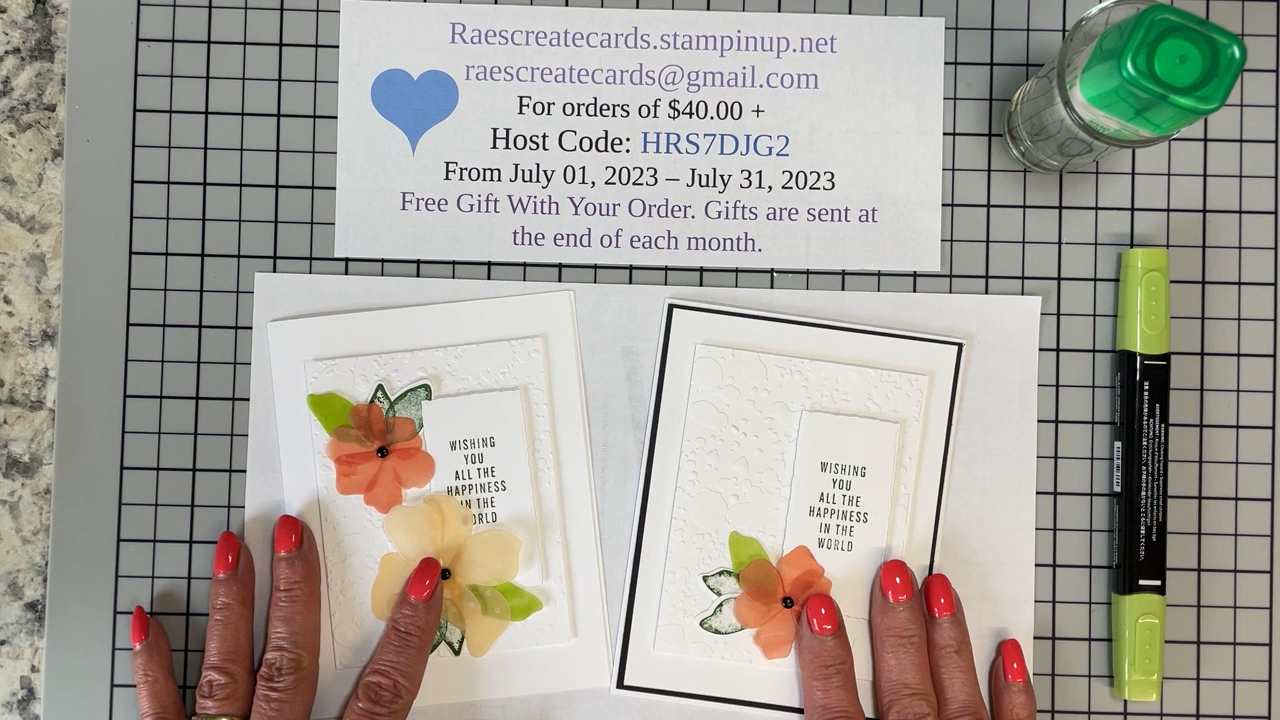 Raescreatecards.stampinup.net
raescreatecards@gmail.com
For orders of $40.00 +
Host Code: HRS7DJG2
From July 01, 2023 – July 31, 2023
Free Gift With Your Order. Gifts are sent at
the end of each month.
WISHING
YOU
ALL THE
HAPPINESS
IN THE
WORLD
WISHING
YOU
ALL THE
HAPPINESS
IN THE
WORLD